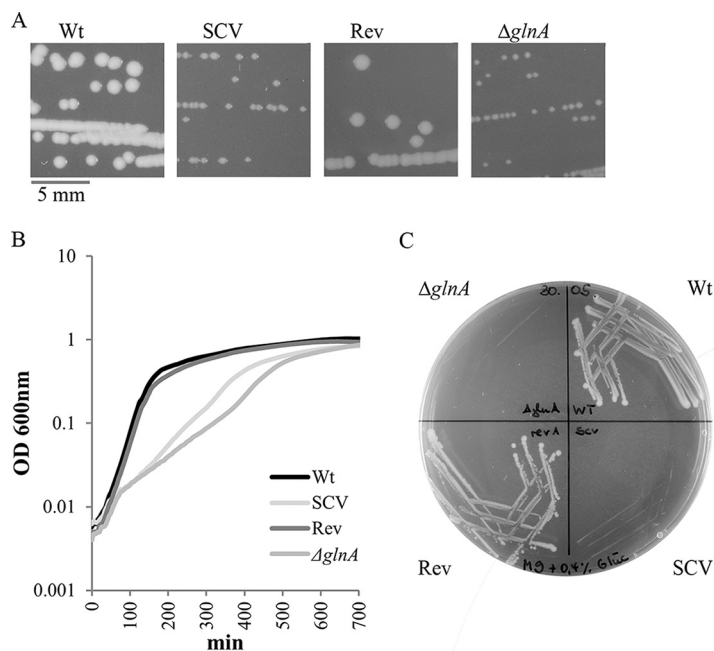 A
Wt SCV Rev ΔglnA
5 mm
B
10
1
0.1
0.01
0.001
OD 600nm
Wt
SCV
Rev
ΔglnA
0 100 200 300 400 500 600 700
min
C
ΔglnA Wt
30. 05
ΔglnA WT
revA SCV
M9 + 0,4% Gluc
Rev SCV